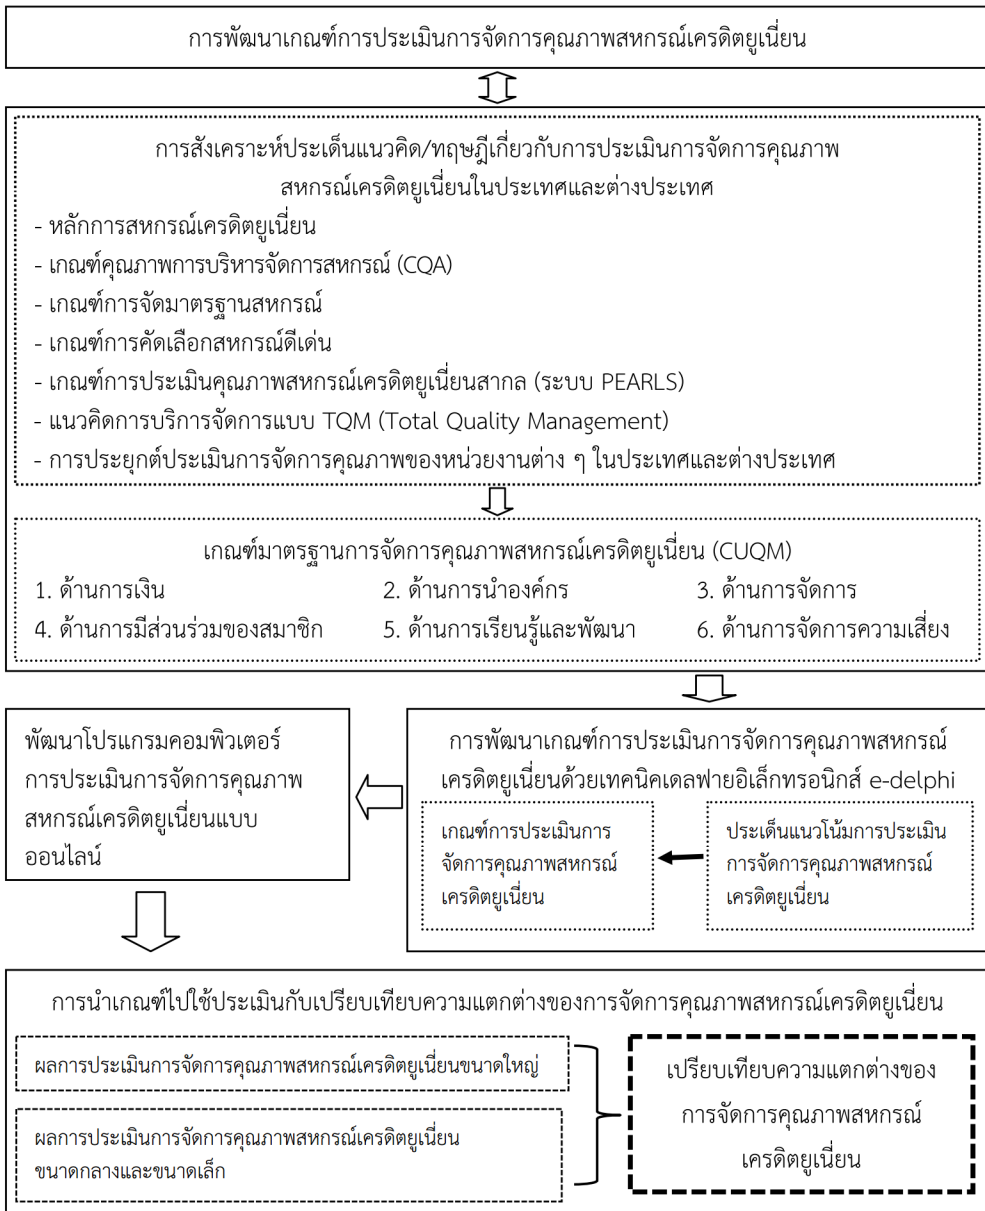 การพัฒนาเกณฑ์การประเมินการจัดการคุณภาพสหกรณ์เครดิตยูเนี่ยน
การสังเคราะห์ประเด็นแนวคิด/ทฤษฎีเกี่ยวกับการประเมินการจัดการคุณภาพ
สหกรณ์เครดิตยูเนี่ยนในประเทศและต่างประเทศ
- หลักการสหกรณ์เครดิตยูเนี่ยน
- เกณฑ์คุณภาพการบริหารจัดการสหกรณ์ (CQA)
- เกณฑ์การจัดมาตรฐานสหกรณ์
- เกณฑ์การคัดเลือกสหกรณ์ดีเด่น
- เกณฑ์การประเมินคุณภาพสหกรณ์เครดิตยูเนี่ยนสากล (ระบบ PEARLS)
- แนวคิดการบริการจัดการแบบ TQM (Total Quality Management)
- การประยุกต์ประเมินการจัดการคุณภาพของหน่วยงานต่าง ๆ ในประเทศและต่างประเทศ
เกณฑ์มาตรฐานการจัดการคุณภาพสหกรณ์เครดิตยูเนี่ยน (CUQM)
1. ด้านการเงิน 2. ด้านการนำองค์กร 3. ด้านการจัดการ
4. ด้านการมีส่วนร่วมของสมาชิก 5. ด้านการเรียนรู้และพัฒนา 6. ด้านการจัดการความเสี่ยง
การพัฒนาเกณฑ์การประเมินการจัดการคุณภาพสหกรณ์
เครดิตยูเนี่ยนด้วยเทคนิคเดลฟายอิเล็กทรอนิกส์ e-delphi
ประเด็นแนวโน้มการประเมิน
การจัดการคุณภาพสหกรณ์
เครดิตยูเนี่ยน
เกณฑ์การประเมินการ
จัดการคุณภาพสหกรณ์
เครดิตยูเนี่ยน
พัฒนาโปรแกรมคอมพิวเตอร์
การประเมินการจัดการคุณภาพ
สหกรณ์เครดิตยูเนี่ยนแบบ
ออนไลน์
การนำเกณฑ์ไปใช้ประเมินกับเปรียบเทียบความแตกต่างของการจัดการคุณภาพสหกรณ์เครดิตยูเนี่ยน
ผลการประเมินการจัดการคุณภาพสหกรณ์เครดิตยูเนี่ยนขนาดใหญ่
ผลการประเมินการจัดการคุณภาพสหกรณ์เครดิตยูเนี่ยน
ขนาดกลางและขนาดเล็ก
เปรียบเทียบความแตกต่างของ
การจัดการคุณภาพสหกรณ์
เครดิตยูเนี่ยน